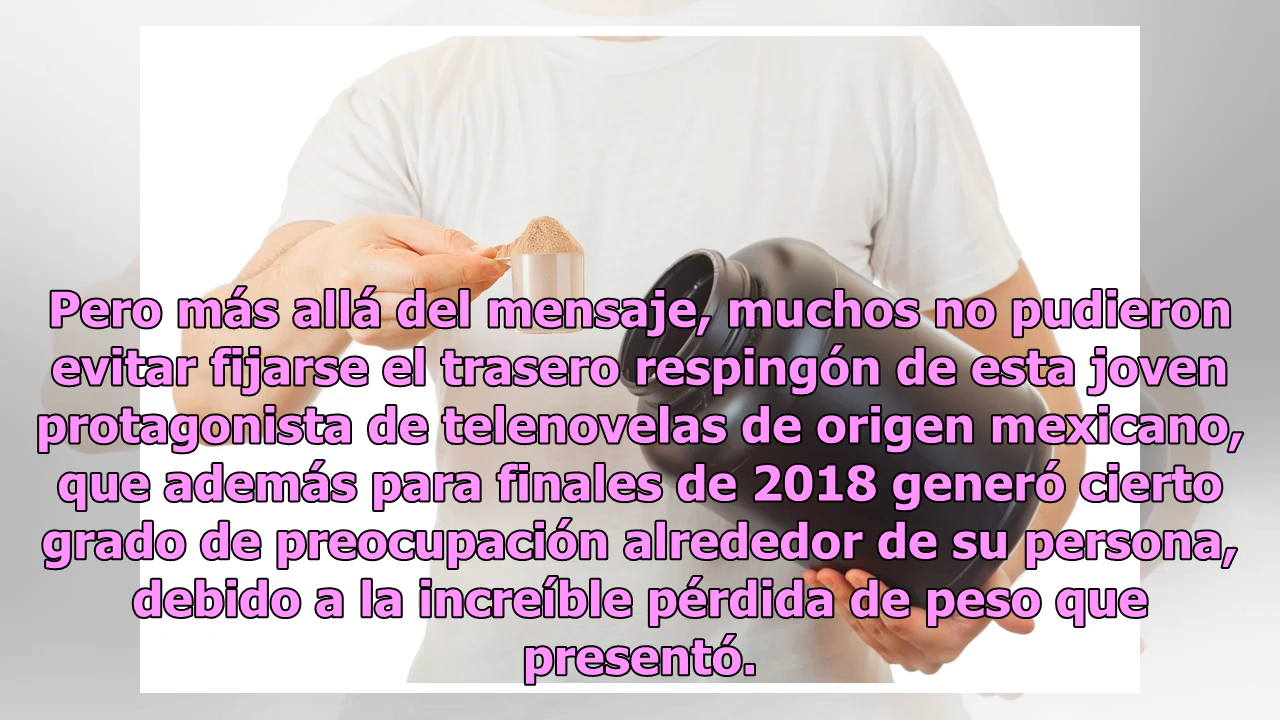 Pero más allá del mensaje, muchos no pudieron
evitar fijarse el trasero respingón de esta joven
protagonista de telenovelas de origen mexicano,
que además para finales de 2018 generó cierto
grado de preocupación alrededor de su persona,
debido a la increíble pérdida de peso que
presentó.